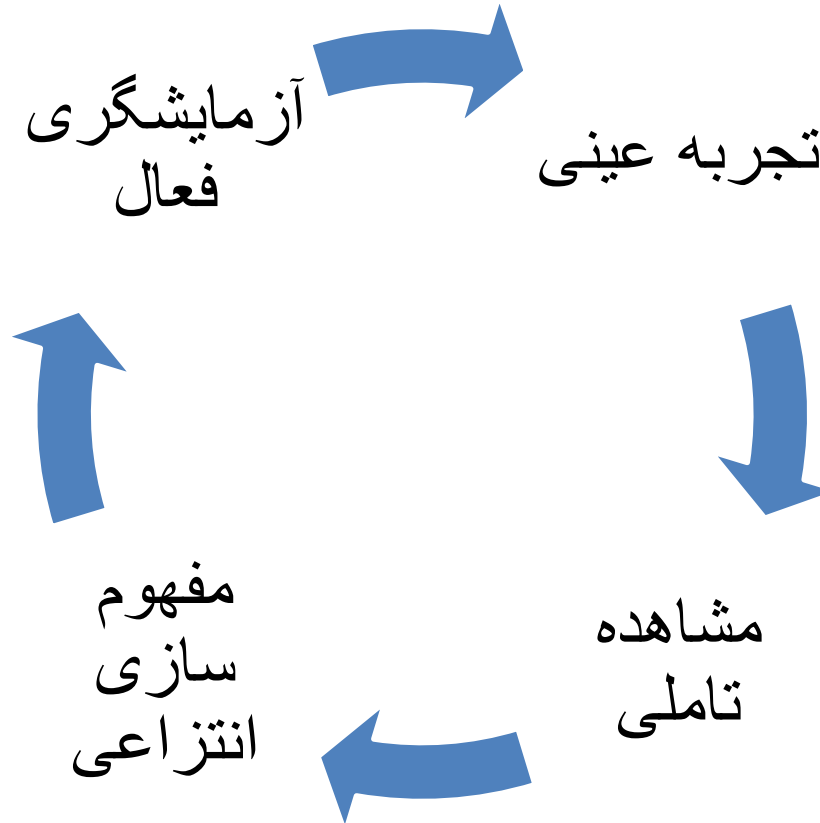 تجربه عینی
مشاهده
تاملی
مفهوم
سازی
انتزاعی
آزمایشگری
فعال